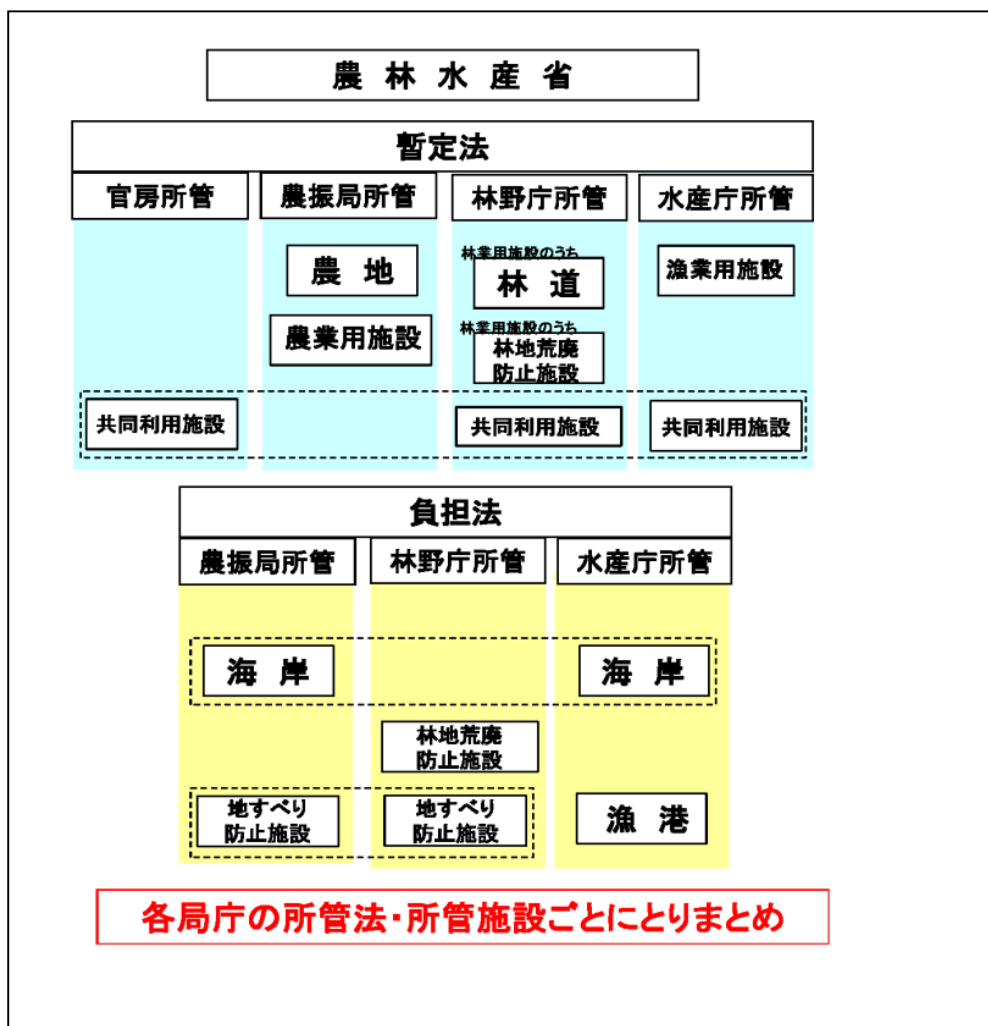 農林水産省
暫定法
官房所管
農振局所管
林野庁所管
水産庁所管
農地
農業用施設
林業用施設のうち
林道
林業用施設のうち
林地荒廃
防止施設
漁業用施設
共同利用施設
共同利用施設
共同利用施設
負担法
農振局所管
林野庁所管
水産庁所管
海岸
海岸
林地荒廃
防止施設
地すべり
防止施設
地すべり
防止施設
漁港
各局庁の所管法・所管施設ごとにとりまとめ